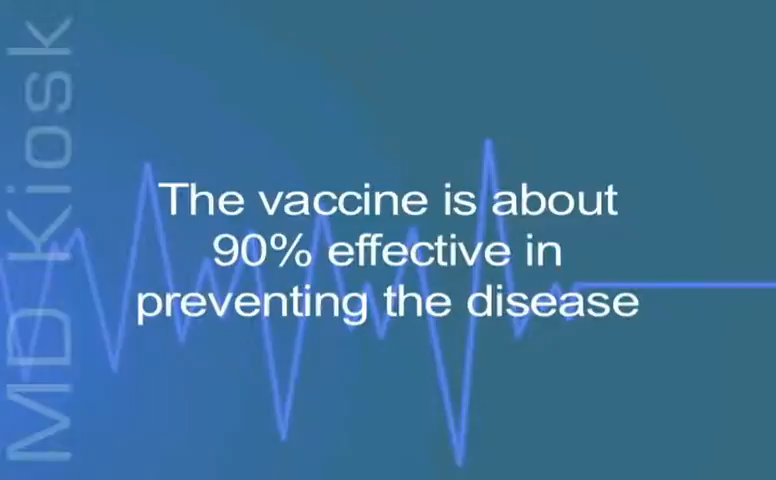 MD Kiosk
The vaccine is about
90% effective in
preventing the disease